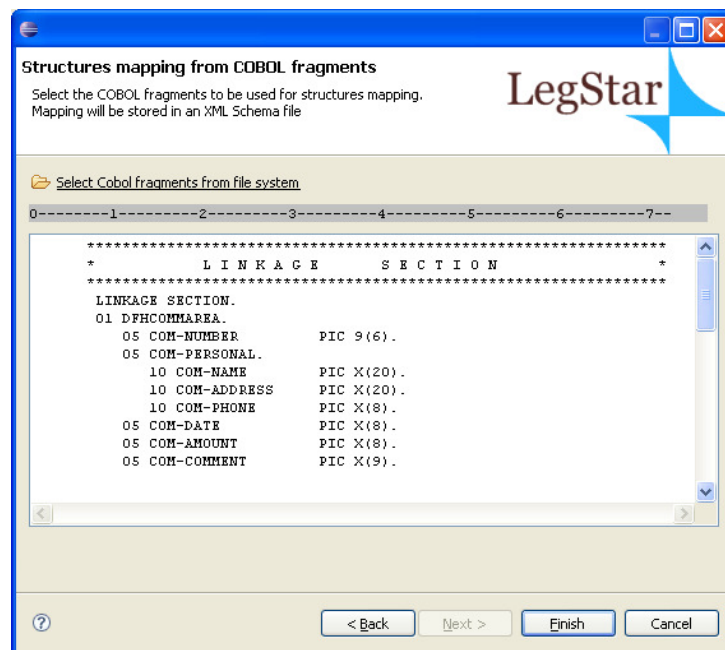 Structures mapping from COBOL fragments
Select the COBOL fragments to be used for structures mapping.
Mapping will be stored in an XML Schema file
LegStar
Select Cobol fragments from file system
0--------1---------2---------3---------4---------5---------6---------7--
*****************************************************************
* L I N K A G E S E C T I O N *
*****************************************************************
LINKAGE SECTION.
01 DFHCOMMAREA.
05 COM-NUMBER PIC 9(6).
05 COM-PERSONAL.
10 COM-NAME PIC X(20).
10 COM-ADDRESS PIC X(20).
10 COM-PHONE PIC X(8).
05 COM-DATE PIC X(8).
05 COM-AMOUNT PIC X(8).
05 COM-COMMENT PIC X(9).
?
< Back Next > Finish Cancel